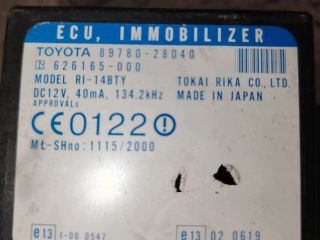 ECU, IMMOBILIZER
TOYOTA 89780-28040
626165-000
MODEL RI-14BTY TOKAI RIKA CO., LTD.
DC12V, 40mA, 134.2kHz MADE IN JAPAN
APPROVALs
CE0122
Mt-SHno:1115/2000
e13 I-00 0547 e13 02 0619